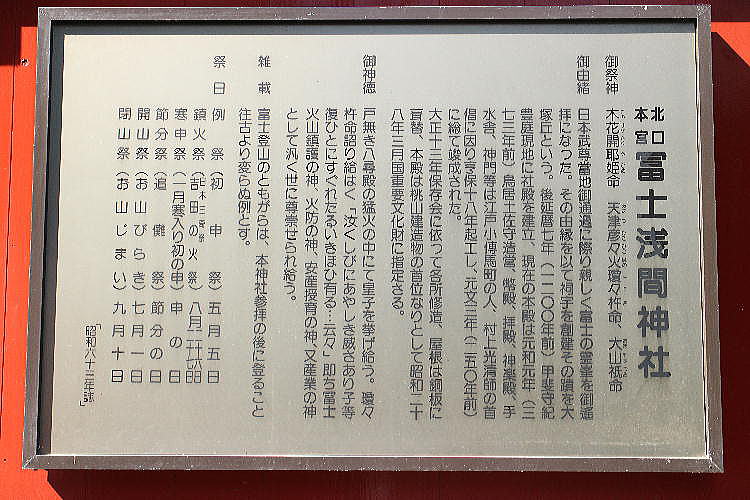 北口
本宮
冨士浅間神社
御祭神　木花開耶姫命　天津彦々火瓊々杵命、大山祇命
御由緒　日本武尊當地御通過に際り親しく富士の霊峯を御遥
拝になつた。その由縁を以て祠宇を創建その蹟を大
塚丘という。後延暦七年（一二〇〇年前）甲斐守紀
豊庭現地に社殿を建立、現在の本殿は元和元年（三
七三年前）鳥居土佐守造営、幣殿、拝殿、神楽殿、手
水舎、神門等は江戸小傳馬町の人、村上光清師の首
倡に因り享保十八年起工し、元文三年（二五〇年前）
に総て竣成された。
大正十三年保存会に依つて各所修造、屋根は銅板に
葺替、本殿は桃山建造物の首位なりとして昭和二十
八年三月国重要文化財に指定さる。
御神徳　戸無き八尋殿の猛火の中にて皇子を挙げ給う。瓊々
杵命詔り給はく「汝くしびにあやしき威さあり子等
復ひとにすぐれたるいきほひ有る…云々」即ち富士
火山鎮護の神、火防の神、安産授育の神、又産業の神
として汎く世に尊崇せられ給う。
雑載　富士登山のともがらは、本神社参拝の後に登ること
往古より変らぬ例とす。
祭日　例祭（初申祭）五月五日
鎮火祭（吉田の火祭）八月二十六日二十七日
寒申祭（一月寒入り初の申）申の日
節分祭（追儺祭）節分の日
開山祭（お山びらき）七月一日
閉山祭（お山じまい）九月十日
「昭和六十三年誌」